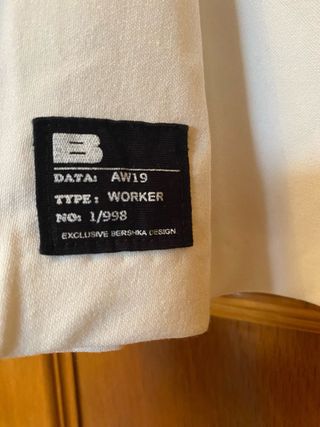 B
DATA: AW19
TYPE: WORKER
NO: 1/998
EXCLUSIVE BERSHKA DESIGN